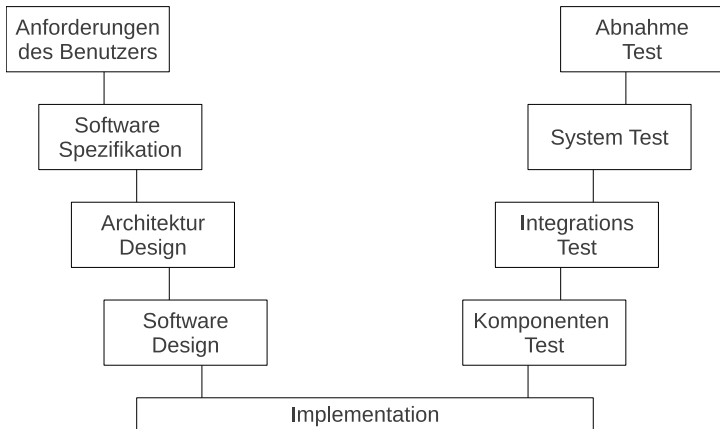 Anforderungen
des Benutzers
Abnahme
Test
Software
Spezifikation
System Test
Architektur
Design
Integrations
Test
Software
Design
Komponenten
Test
Implementation